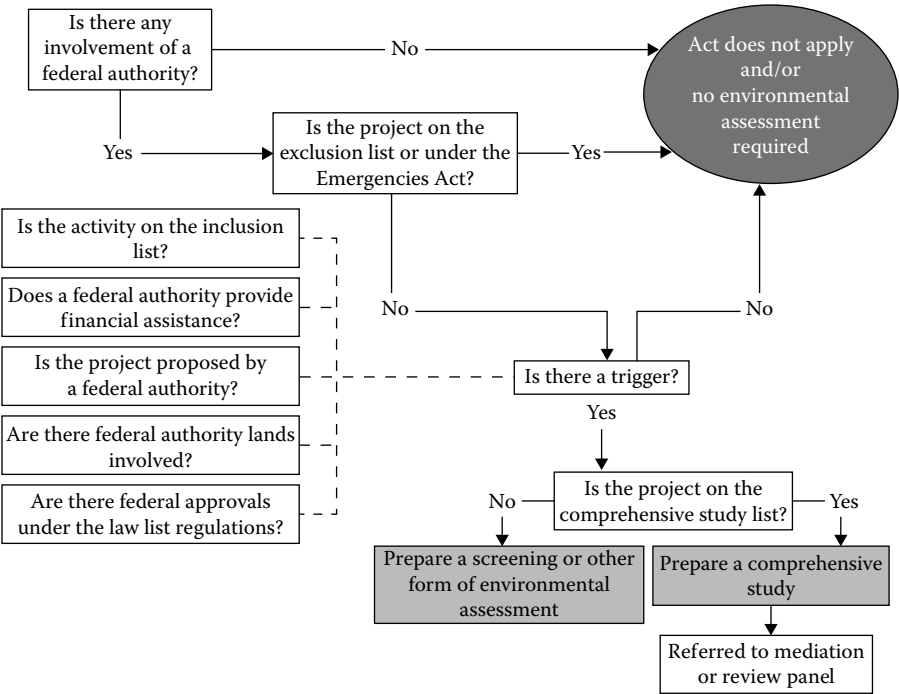 Is there any
involvement of a
federal authority?
No
Act does not apply
and/or
no environmental
assessment
required
Yes
Is the project on the
exclusion list or under the
Emergencies Act?
Yes
Is the activity on the inclusion
list?
Does a federal authority provide
financial assistance?
Is the project proposed by
a federal authority?
Are there federal authority lands
involved?
Are there federal approvals
under the law list regulations?
No
No
Is there a trigger?
Yes
Is the project on the
comprehensive study list?
No
Yes
Prepare a screening or other
form of environmental
assessment
Prepare a comprehensive
study
Referred to mediation
or review panel